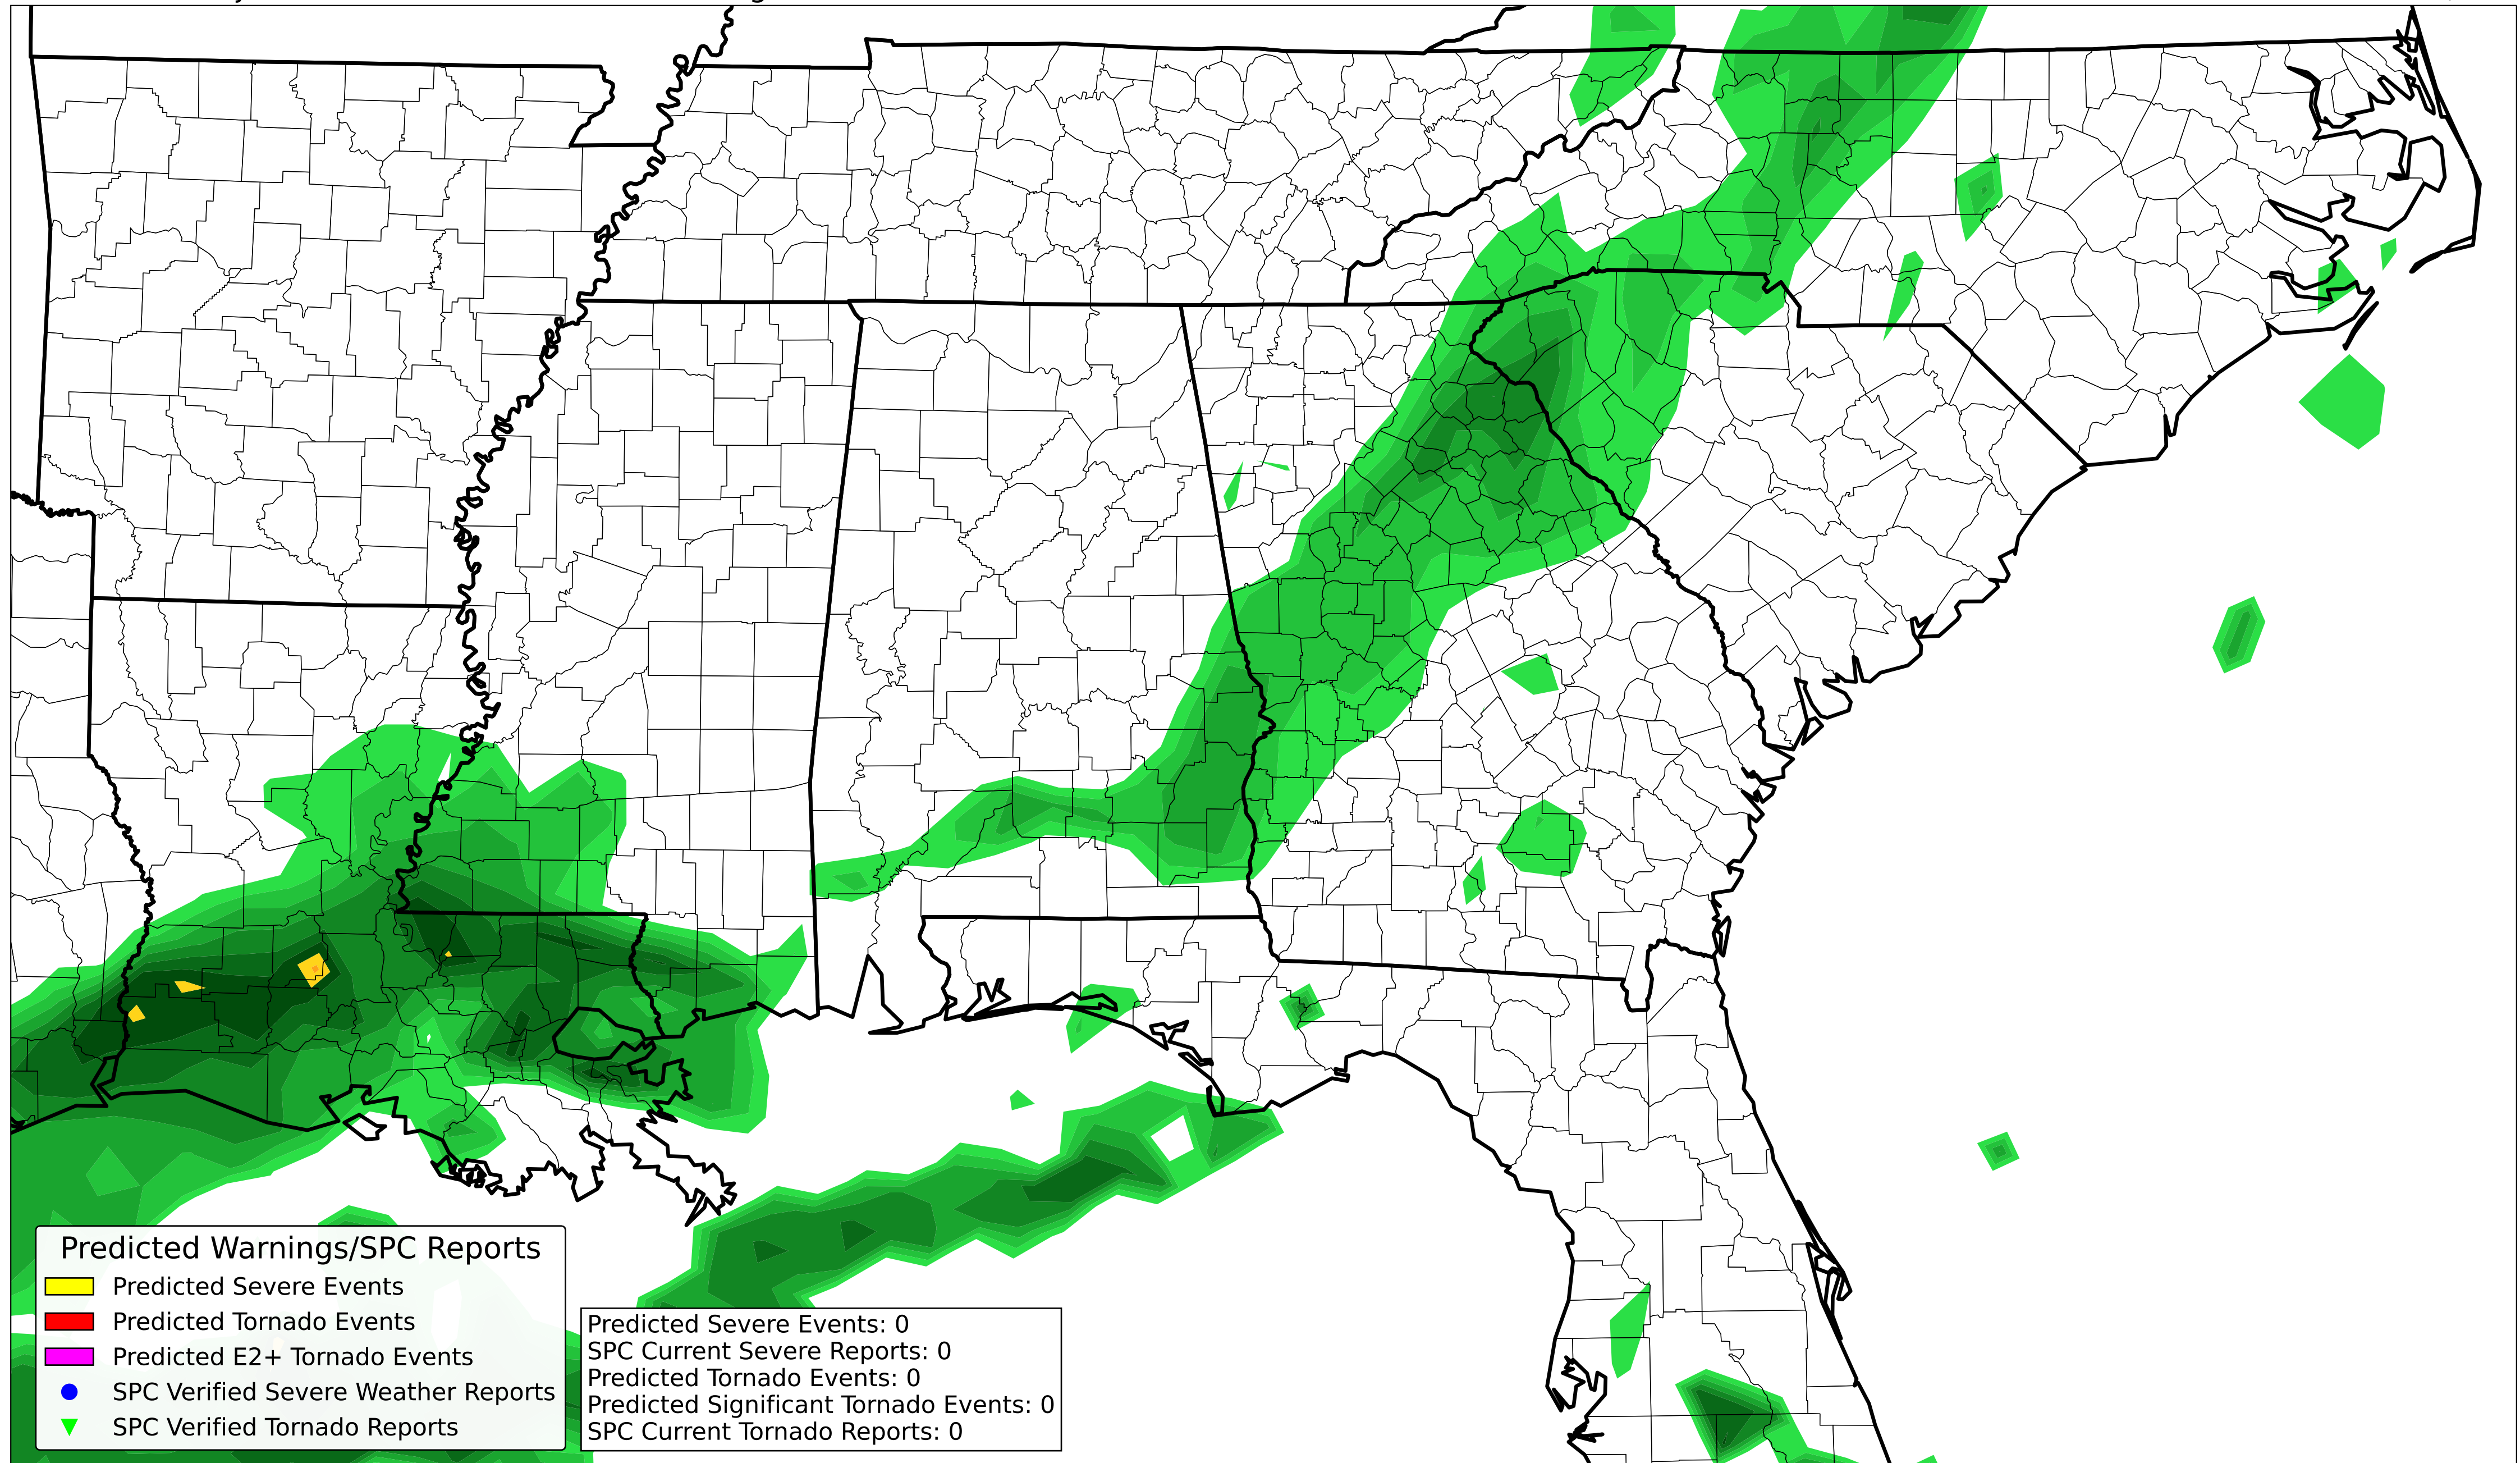 Predicted Warnings/SPC Reports
Predicted Severe Events
Predicted Tornado Events
Predicted E2+ Tornado Events
SPC Verified Severe Weather Reports
SPC Verified Tornado Reports
Predicted Severe Events: 0
SPC Current Severe Reports: 0
Predicted Tornado Events: 0
Predicted Significant Tornado Events: 0
SPC Current Tornado Reports: 0